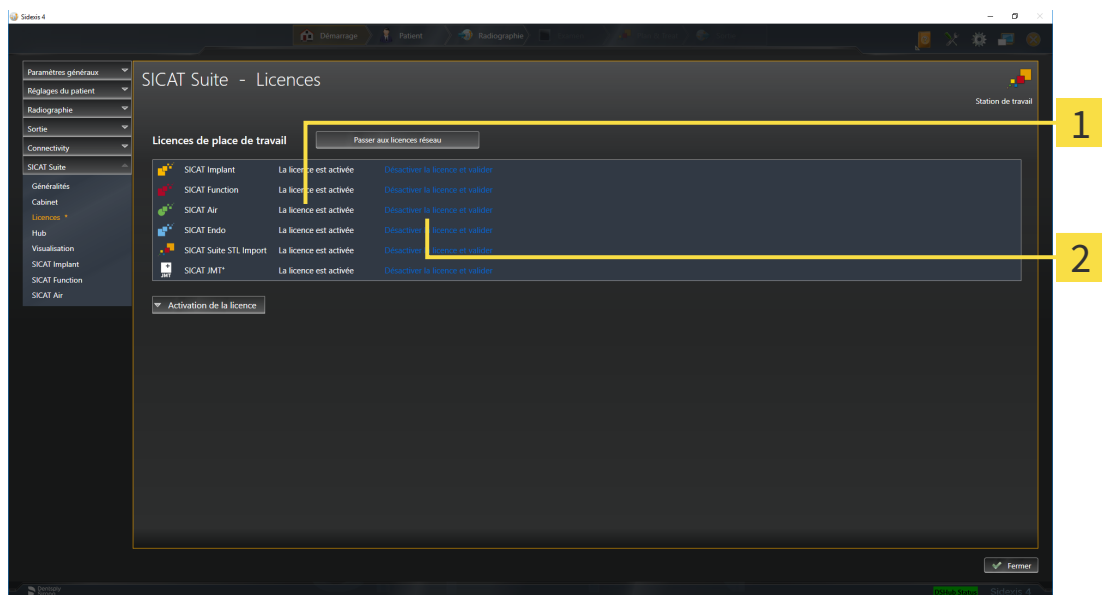 Sidexis 4
Démarrage
Patient
Radiographie
Paramètres généraux
Réglages du patient
Radiographie
Sortie
Connectivity
SICAT Suite
Généralités
Cabinet
Licences *
Hub
Visualisation
SICAT Implant
SICAT Function
SICAT Air
SICAT Suite - Licences
Station de travail
Licences de place de travail
Passer aux licences réseau
SICAT Implant La licence est activée Désactiver la licence et valider
SICAT Function La licence est activée Désactiver la licence et valider
SICAT Air La licence est activée Désactiver la licence et valider
SICAT Endo La licence est activée Désactiver la licence et valider
SICAT Suite STL Import La licence est activée Désactiver la licence et valider
JMT SICAT JMT+ La licence est activée Désactiver la licence et valider
Activation de la licence
1
2
Fermer
Dentsply
Sirona
Sidexis 4